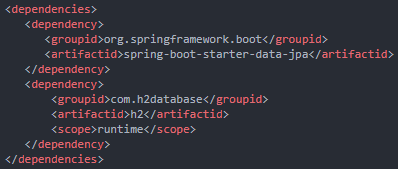 <dependencies>
<dependency>
<groupid>org.springframework.boot</groupid>
<artifactid>spring-boot-starter-data-jpa</artifactid>
</dependency>
<dependency>
<groupid>com.h2database</groupid>
<artifactid>h2</artifactid>
<scope>runtime</scope>
</dependency>
</dependencies>